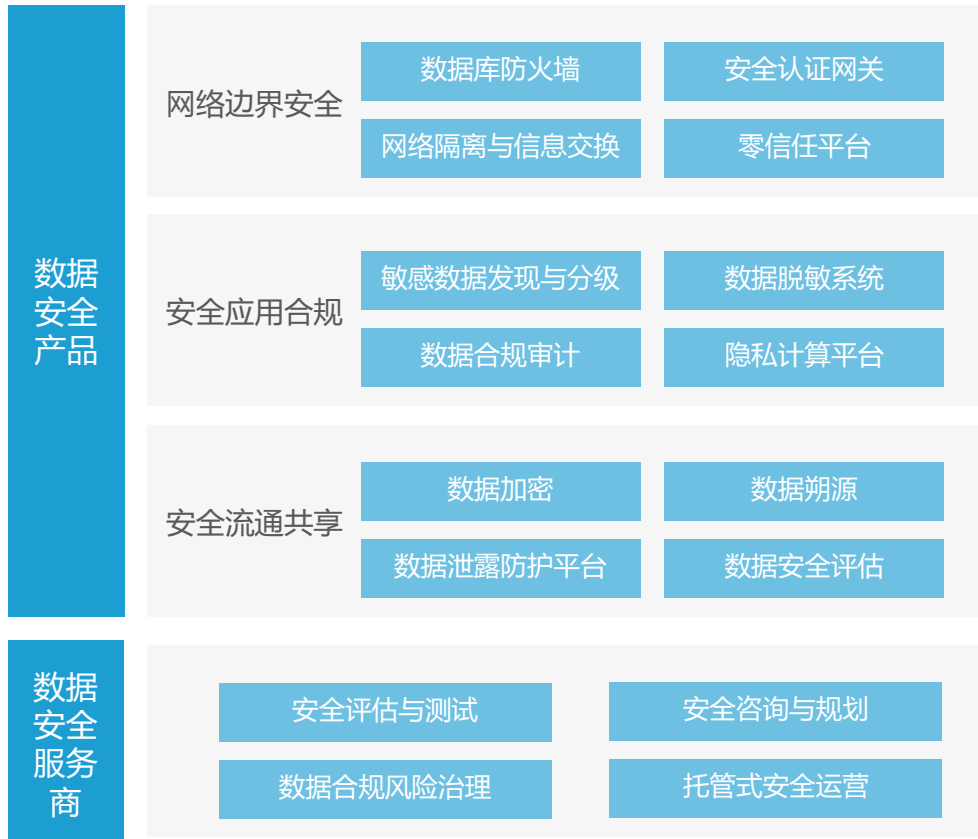 数据
安全
产品
网络边界安全
数据库防火墙
安全认证网关
网络隔离与信息交换
零信任平台
安全应用合规
敏感数据发现与分级
数据脱敏系统
数据合规审计
隐私计算平台
安全流通共享
数据加密
数据朔源
数据泄露防护平台
数据安全评估
数据
安全
服务
商
安全评估与测试
安全咨询与规划
数据合规风险治理
托管式安全运营